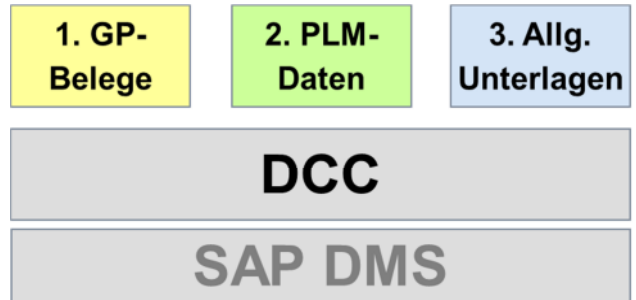 1. GP-
Belege
2. PLM-
Daten
3. Allg.
Unterlagen
DCC
SAP DMS